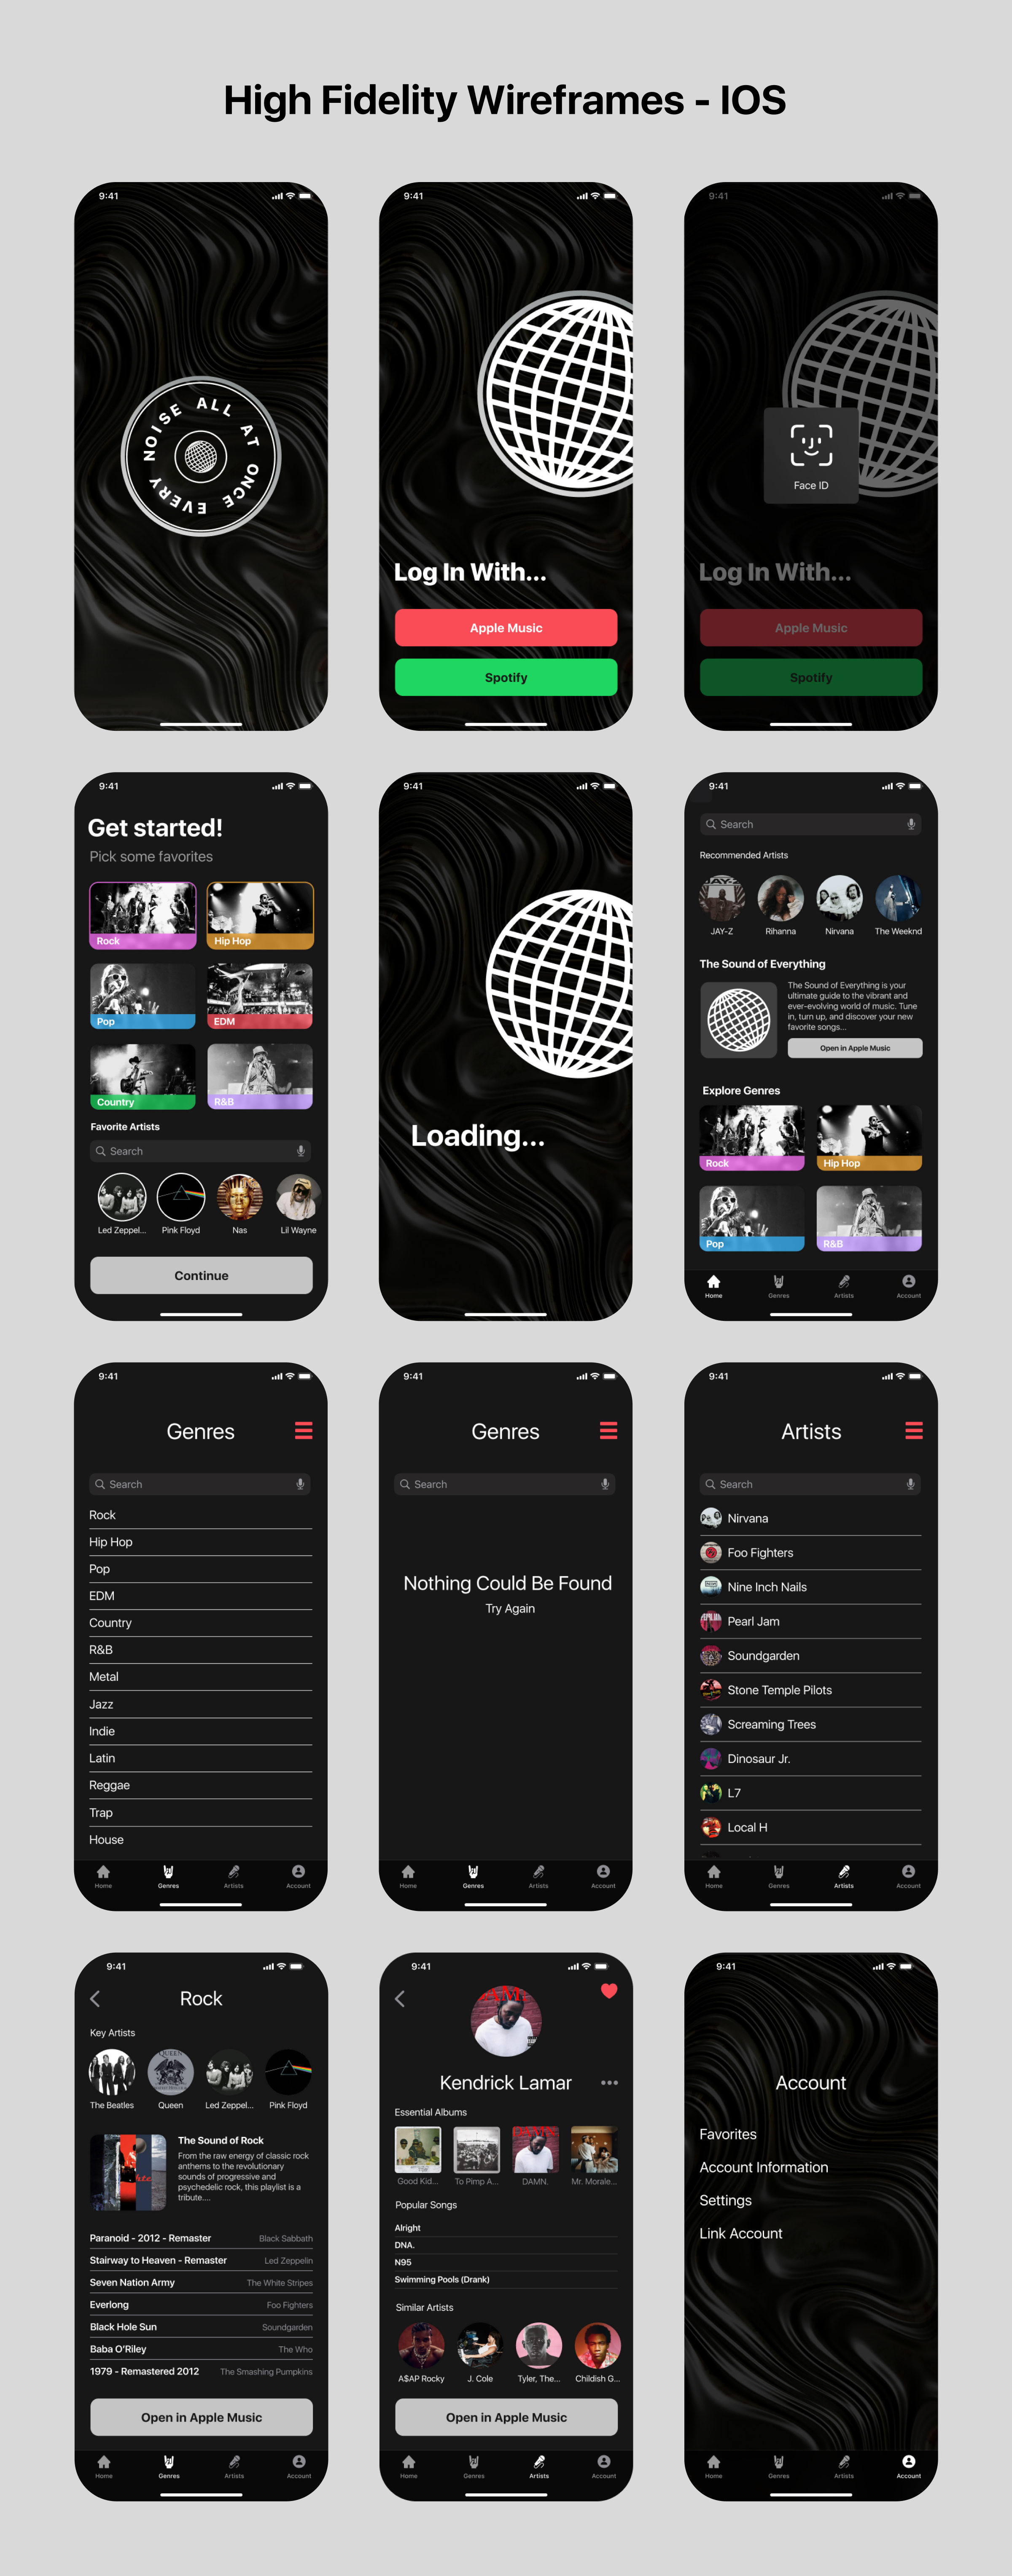 High Fidelity Wireframes - IOS
9:41
NOISE ALL AT ONCE EVERY
9:41
Log In With...
Apple Music
Spotify
9:41
Face ID
Log In With...
Apple Music
Spotify
9:41
Get started!
Pick some favorites
Rock
Hip Hop
Pop
EDM
Country
R&B
Favorite Artists
Search
Led Zeppel...
Pink Floyd
Nas
Lil Wayne
Continue
9:41
Loading...
9:41
Search
Recommended Artists
JAY-Z
Rihanna
Nirvana
The Weeknd
The Sound of Everything
The Sound of Everything is your
ultimate guide to the vibrant and
ever-evolving world of music. Tune
in, turn up, and discover your new
favorite songs...
Open in Apple Music
Explore Genres
Rock
Hip Hop
Pop
R&B
Home
Genres
Artists
Account
9:41
Genres
Search
Rock
Hip Hop
Pop
EDM
Country
R&B
Metal
Jazz
Indie
Latin
Reggae
Trap
House
Home
Genres
Artists
Account
9:41
Genres
Search
Nothing Could Be Found
Try Again
Home
Genres
Artists
Account
9:41
Artists
Search
Nirvana
Foo Fighters
Nine Inch Nails
Pearl Jam
Soundgarden
Stone Temple Pilots
Screaming Trees
Dinosaur Jr.
L7
Local H
Home
Genres
Artists
Account
9:41
Rock
Key Artists
QUEEN
The Beatles
Queen
Led Zeppel...
Pink Floyd
The Sound of Rock
From the raw energy of classic rock
anthems to the revolutionary
sounds of progressive and
psychedelic rock, this playlist is a
tribute....
Paranoid - 2012 - Remaster Black Sabbath
Stairway to Heaven - Remaster Led Zeppelin
Seven Nation Army The White Stripes
Everlong Foo Fighters
Black Hole Sun Soundgarden
Baba O'Riley The Who
1979 - Remastered 2012 The Smashing Pumpkins
Open in Apple Music
Home
Genres
Artists
Account
9:41
Kendrick Lamar
Essential Albums
DAMN.
Good Kid...
To Pimp A...
DAMN.
Mr. Morale...
Popular Songs
Alright
DNA.
N95
Swimming Pools (Drank)
Similar Artists
A$AP Rocky
J. Cole
Tyler, The...
Childish G...
Open in Apple Music
Home
Genres
Artists
Account
9:41
Account
Favorites
Account Information
Settings
Link Account
Home
Genres
Artists
Account